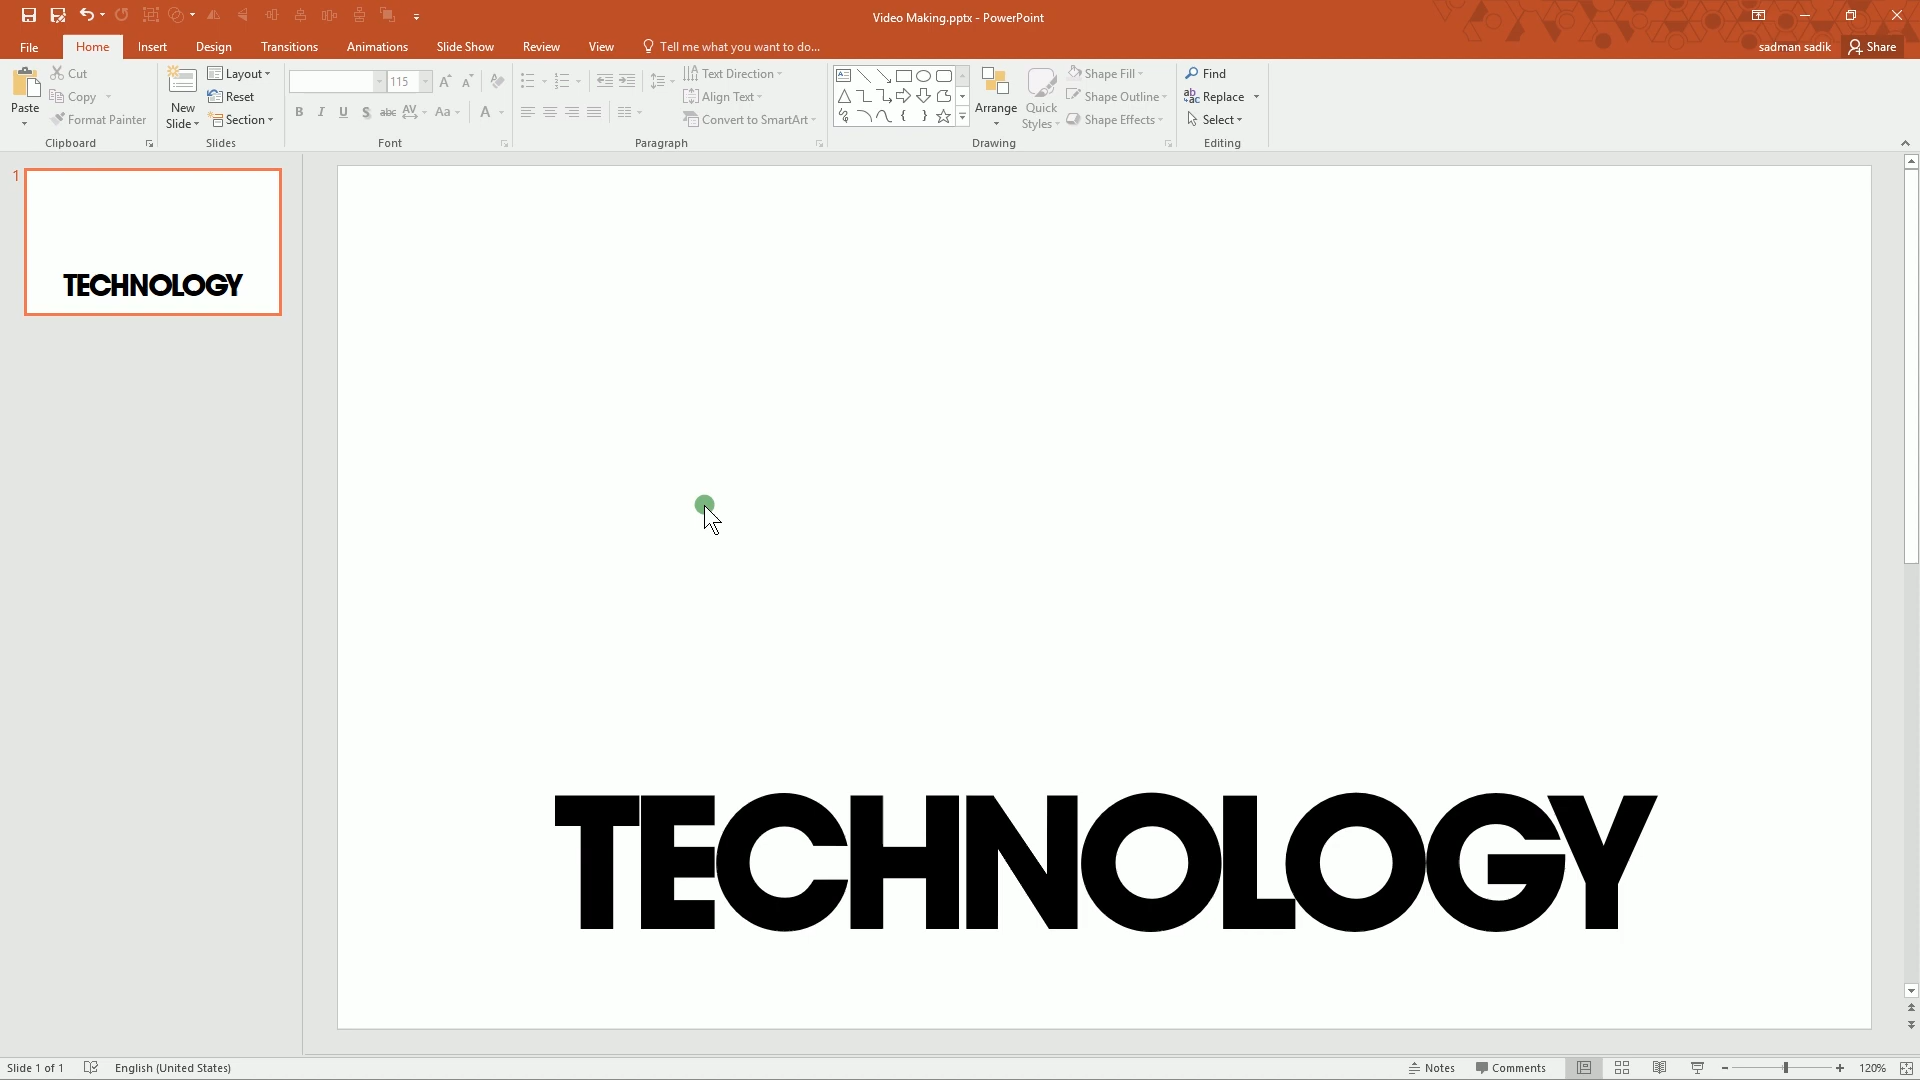 Video Making.pptx - PowerPoint
File Home Insert Design Transitions Animations Slide Show Review View Tell me what you want to do... sadman sadik Share
Paste
Cut
Copy
Format Painter
Clipboard
New Slide
Layout
Reset
Section
Slides
115
B I U S abc AV Aa A
Font
Text Direction
Align Text
Convert to SmartArt
Paragraph
Arrange
Quick Styles
Shape Fill
Shape Outline
Shape Effects
Drawing
Find
Replace
Select
Editing
1
TECHNOLOGY
TECHNOLOGY
Slide 1 of 1 English (United States) Notes Comments 120%